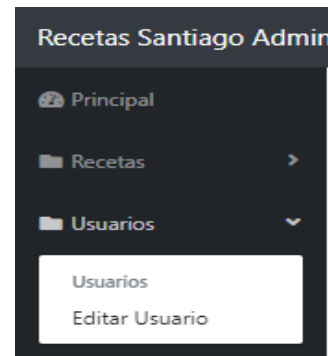 Recetas Santiago Admin
Principal
Recetas
Usuarios
Usuarios
Editar Usuario